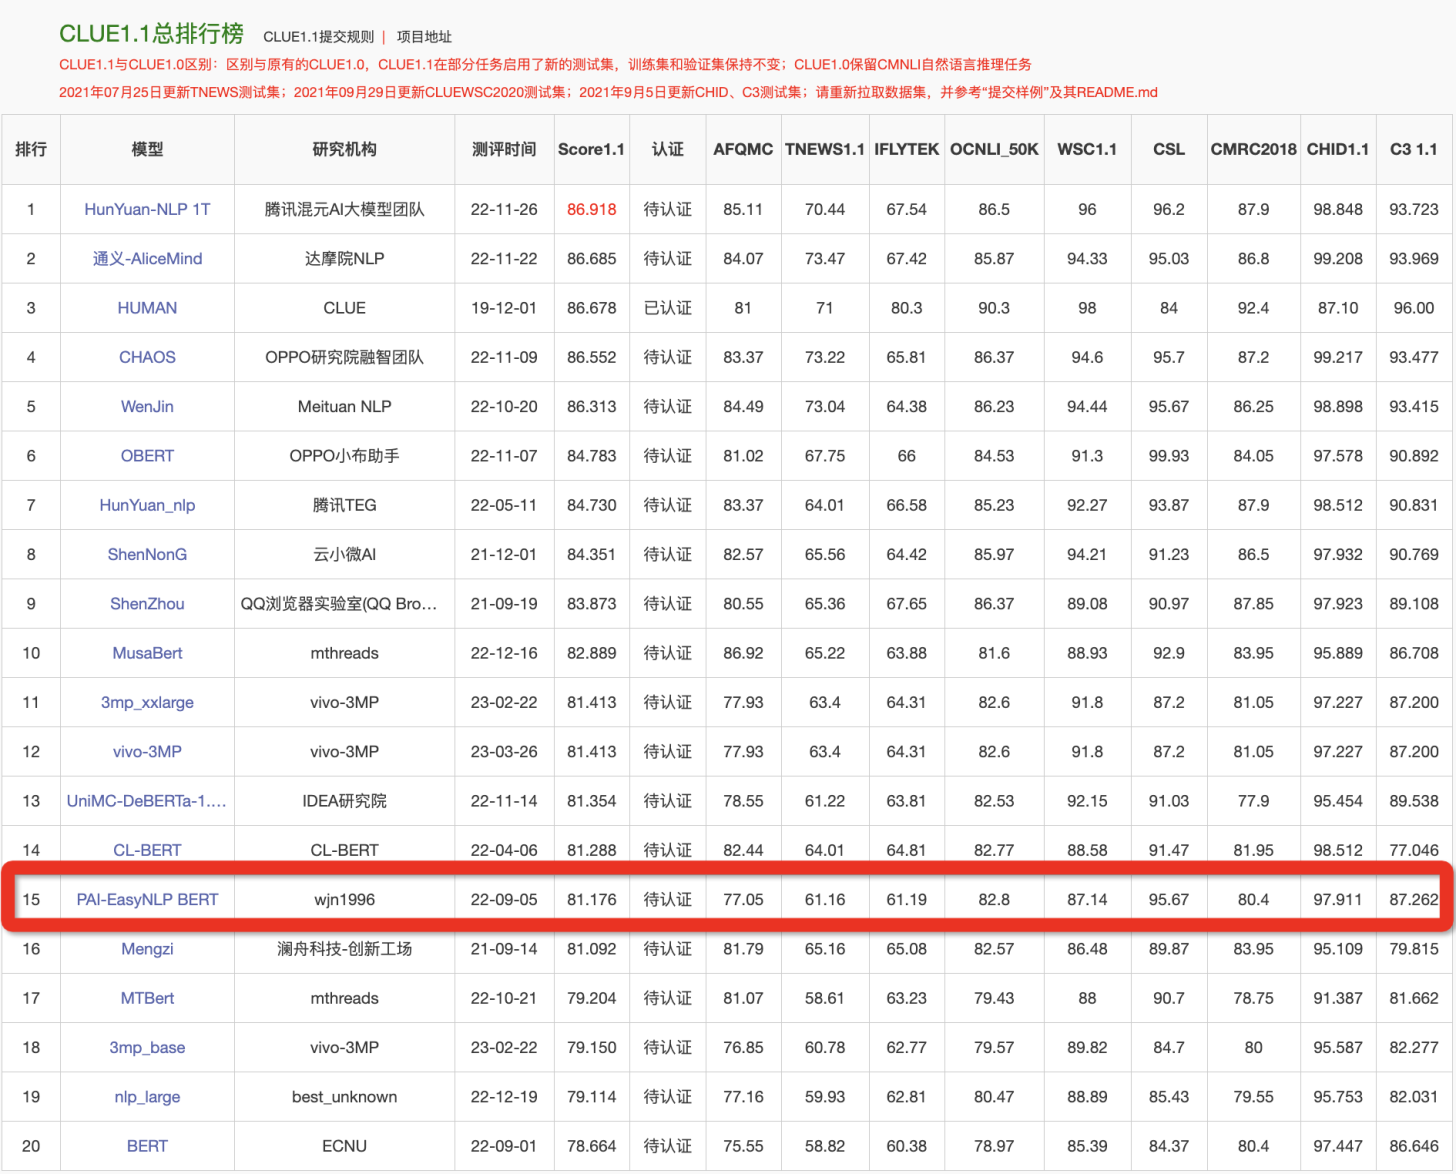 CLUE1.1总排行榜 CLUE1.1提交规则 | 项目地址
CLUE1.1与CLUE1.0区别：区别与原有的CLUE1.0，CLUE1.1在部分任务启用了新的测试集，训练集和验证集保持不变；CLUE1.0保留CMNLI自然语言推理任务
2021年07月25日更新TNEWS测试集；2021年09月29日更新CLUEWSC2020测试集；2021年9月5日更新CHID、C3测试集；请重新拉取数据集，并参考“提交样例”及其README.md
排行 模型 研究机构 测评时间 Score1.1 认证 AFQMC TNEWS1.1 IFLYTEK OCNLI_50K WSC1.1 CSL CMRC2018 CHID1.1 C3 1.1
1 HunYuan-NLP 1T 腾讯混元AI大模型团队 22-11-26 86.918 待认证 85.11 70.44 67.54 86.5 96 96.2 87.9 98.848 93.723
2 通义-AliceMind 达摩院NLP 22-11-22 86.685 待认证 84.07 73.47 67.42 85.87 94.33 95.03 86.8 99.208 93.969
3 HUMAN CLUE 19-12-01 86.678 已认证 81 71 80.3 90.3 98 84 92.4 87.10 96.00
4 CHAOS OPPO研究院融智团队 22-11-09 86.552 待认证 83.37 73.22 65.81 86.37 94.6 95.7 87.2 99.217 93.477
5 WenJin Meituan NLP 22-10-20 86.313 待认证 84.49 73.04 64.38 86.23 94.44 95.67 86.25 98.898 93.415
6 OBERT OPPO小布助手 22-11-07 84.783 待认证 81.02 67.75 66 84.53 91.3 99.93 84.05 97.578 90.892
7 HunYuan_nlp 腾讯TEG 22-05-11 84.730 待认证 83.37 64.01 66.58 85.23 92.27 93.87 87.9 98.512 90.831
8 ShenNonG 云小微AI 21-12-01 84.351 待认证 82.57 65.56 64.42 85.97 94.21 91.23 86.5 97.932 90.769
9 ShenZhou QQ浏览器实验室(QQ Bro... 21-09-19 83.873 待认证 80.55 65.36 67.65 86.37 89.08 90.97 87.85 97.923 89.108
10 MusaBert mthreads 22-12-16 82.889 待认证 86.92 65.22 63.88 81.6 88.93 92.9 83.95 95.889 86.708
11 3mp_xxlarge vivo-3MP 23-02-22 81.413 待认证 77.93 63.4 64.31 82.6 91.8 87.2 81.05 97.227 87.200
12 vivo-3MP vivo-3MP 23-03-26 81.413 待认证 77.93 63.4 64.31 82.6 91.8 87.2 81.05 97.227 87.200
13 UniMC-DeBERTa-1.... IDEA研究院 22-11-14 81.354 待认证 78.55 61.22 63.81 82.53 92.15 91.03 77.9 95.454 89.538
14 CL-BERT CL-BERT 22-04-06 81.288 待认证 82.44 64.01 64.81 82.77 88.58 91.47 81.95 98.512 77.046
15 PAI-EasyNLP BERT wjn1996 22-09-05 81.176 待认证 77.05 61.16 61.19 82.8 87.14 95.67 80.4 97.911 87.262
16 Mengzi 澜舟科技-创新工场 21-09-14 81.092 待认证 81.79 65.16 65.08 82.57 86.48 89.87 83.95 95.109 79.815
17 MTBert mthreads 22-10-21 79.204 待认证 81.07 58.61 63.23 79.43 88 90.7 78.75 91.387 81.662
18 3mp_base vivo-3MP 23-02-22 79.150 待认证 76.85 60.78 62.77 79.57 89.82 84.7 80 95.587 82.277
19 nlp_large best_unknown 22-12-19 79.114 待认证 77.16 59.93 62.81 80.47 88.89 85.43 79.55 95.753 82.031
20 BERT ECNU 22-09-01 78.664 待认证 75.55 58.82 60.38 78.97 85.39 84.37 80.4 97.447 86.646